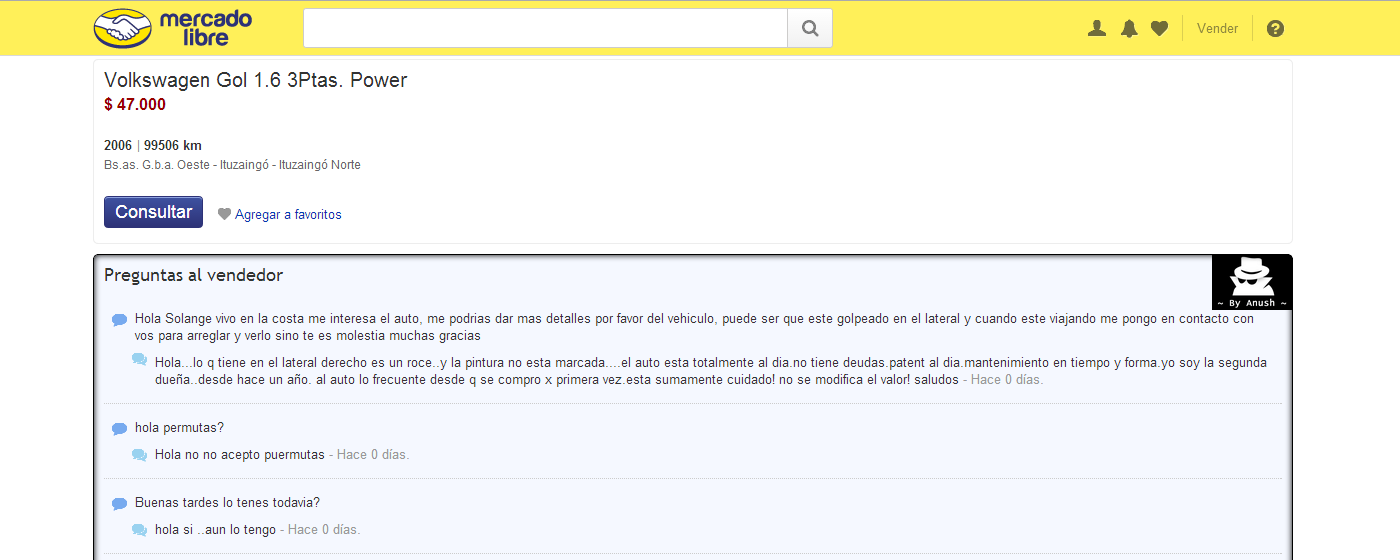 mercado
libre
Vender
Volkswagen Gol 1.6 3Ptas. Power
$ 47.000
2006 | 99506 km
Bs.as. G.b.a. Oeste - Ituzaingó - Ituzaingó Norte
Consultar
Agregar a favoritos
Preguntas al vendedor
~ By Anush ~
Hola Solange vivo en la costa me interesa el auto, me podrias dar mas detalles por favor del vehiculo, puede ser que este golpeado en el lateral y cuando este viajando me pongo en contacto con
vos para arreglar y verlo sino te es molestia muchas gracias
Hola...lo q tiene en el lateral derecho es un roce..y la pintura no esta marcada....el auto esta totalmente al dia.no tiene deudas.patent al dia.mantenimiento en tiempo y forma.yo soy la segunda
dueña..desde hace un año. al auto lo frecuente desde q se compro x primera vez.esta sumamente cuidado! no se modifica el valor! saludos - Hace 0 días.
hola permutas?
Hola no no acepto puermutas - Hace 0 días.
Buenas tardes lo tenes todavia?
hola si ..aun lo tengo - Hace 0 días.